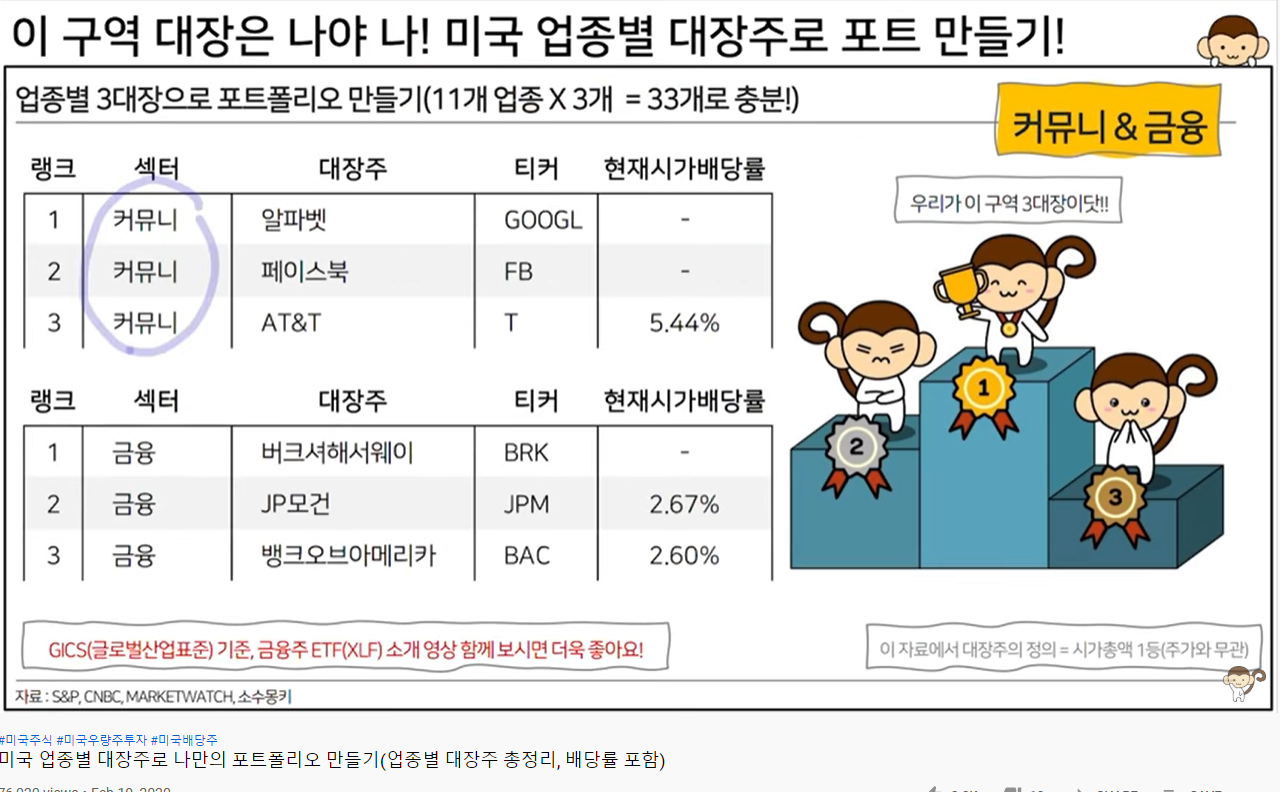 이 구역 대장은 나야 나! 미국 업종별 대장주로 포트 만들기!
업종별 3대장으로 포트폴리오 만들기(11개 업종 X 3개 = 33개로 충분!)
커뮤니 & 금융
랭크 섹터 대장주 티커 현재시가배당률
1 커뮤니 알파벳 GOOGL -
2 커뮤니 페이스북 FB -
3 커뮤니 AT&T T 5.44%
우리가 이 구역 3대장이닷!!
1
2
3
랭크 섹터 대장주 티커 현재시가배당률
1 금융 버크셔해서웨이 BRK -
2 금융 JP모건 JPM 2.67%
3 금융 뱅크오브아메리카 BAC 2.60%
GICS(글로벌산업표준) 기준, 금융주 ETF(XLF) 소개 영상 함께 보시면 더욱 좋아요!
이 자료에서 대장주의 정의 = 시가총액 1등(주가와 무관)
자료 : S&P, CNBC, MARKETWATCH, 소수몽키
#미국주식 #미국우량주투자 #미국배당주
미국 업종별 대장주로 나만의 포트폴리오 만들기(업종별 대장주 총정리, 배당률 포함)
views • Feb 10, 2020